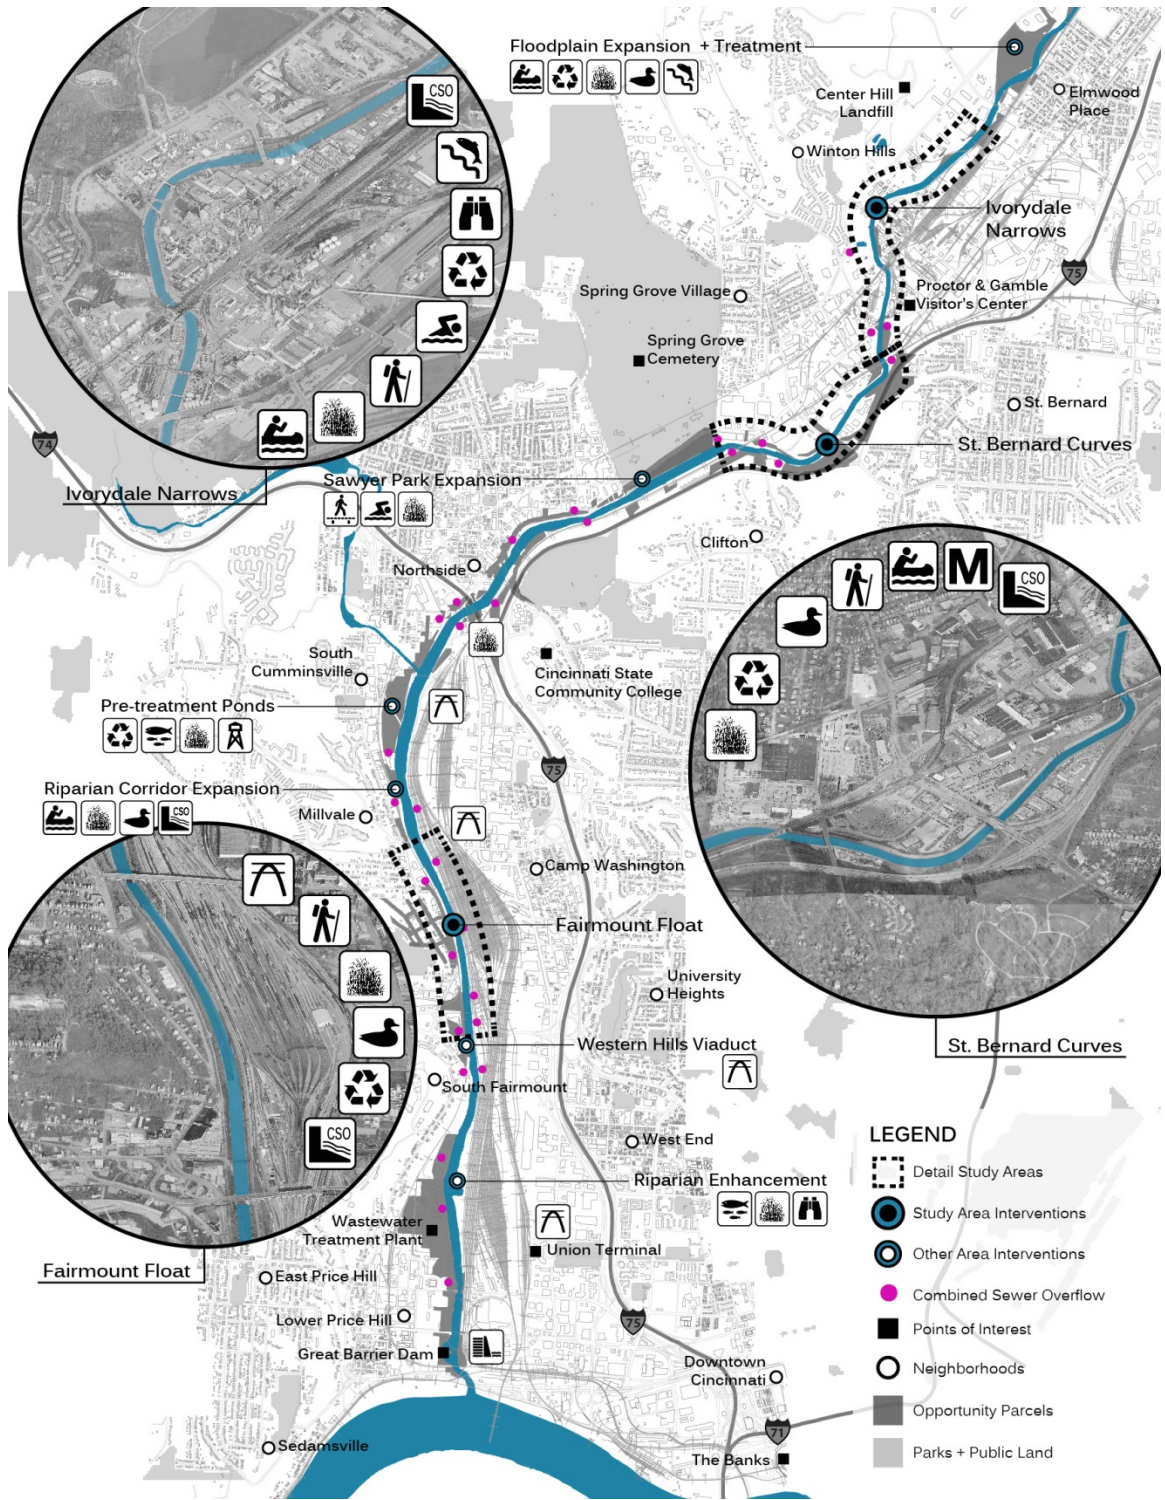 Floodplain Expansion + Treatment
CSO
Center Hill
Landfill
Elmwood
Place
Winton Hills
Ivorydale
Narrows
75
Proctor & Gamble
Visitor's Center
Spring Grove Village
Spring Grove
Cemetery
St. Bernard
74
St. Bernard Curves
Ivorydale Narrows
Sawyer Park Expansion
Clifton
Northside
M
CSO
South
Cumminsville
Cincinnati State
Community College
Pre-treatment Ponds
75
Riparian Corridor Expansion
CSO
Millvale
Camp Washington
Fairmount Float
University
Heights
Western Hills Viaduct
St. Bernard Curves
South Fairmount
CSO
West End
Riparian Enhancement
Wastewater
Treatment Plant
Union Terminal
Fairmount Float
East Price Hill
Lower Price Hill
75
Great Barrier Dam
Downtown
Cincinnati
71
Sedamsville
The Banks
LEGEND
Detail Study Areas
Study Area Interventions
Other Area Interventions
Combined Sewer Overflow
Points of Interest
Neighborhoods
Opportunity Parcels
Parks + Public Land